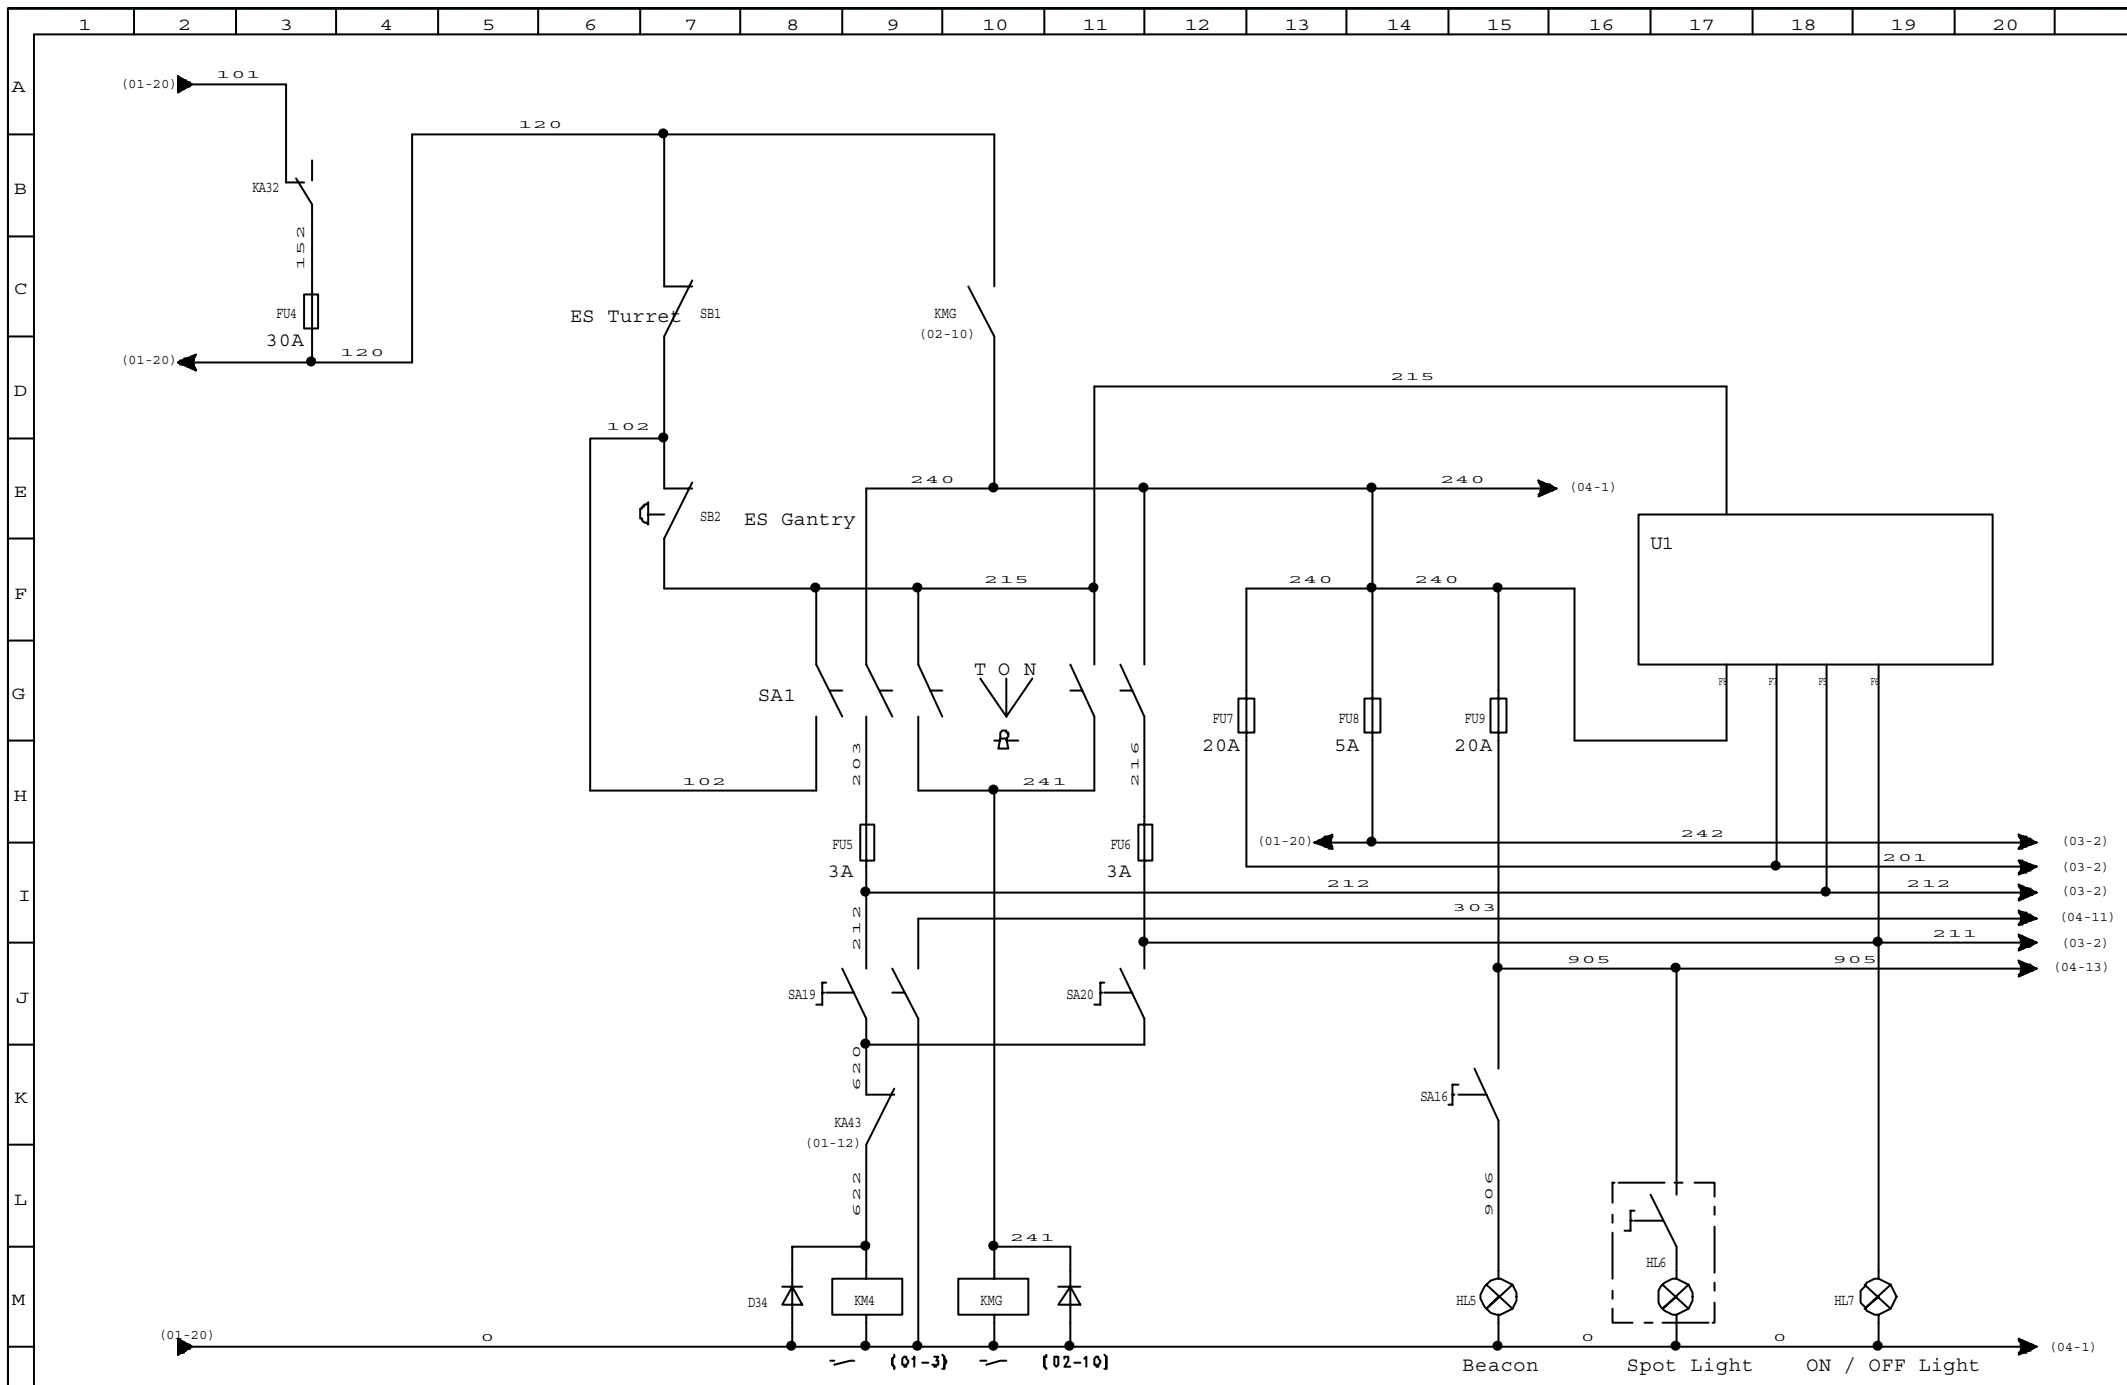 1 2 3 4 5 6 7 8 9 10 11 12 13 14 15 16 17 18 19 20
A
(01-20) 101
120
B
KA32
152
C
FU4
30A
ES Turret SB1
KMG
(02-10)
(01-20) 120
D
215
102
E
240 240 (04-1)
SB2 ES Gantry
U1
F
215 240 240
G
SA1
T O N
F8 F7 F5 F6
FU7
20A
FU8
5A
FU9
20A
203 216
H
102 241
FU5
3A
FU6
3A
(01-20) 242 (03-2)
201 (03-2)
I
212 212 (03-2)
212
303 (04-11)
211 (03-2)
905 905 (04-13)
J
SA19 SA20
620
K
SA16
KA43
(01-12)
622
906
L
241
HL6
M
D34 KM4 KMG HL5 HL7
(01-20) 0 0 0 (04-1)
(01-3) (02-10)
Beacon Spot Light ON / OFF Light